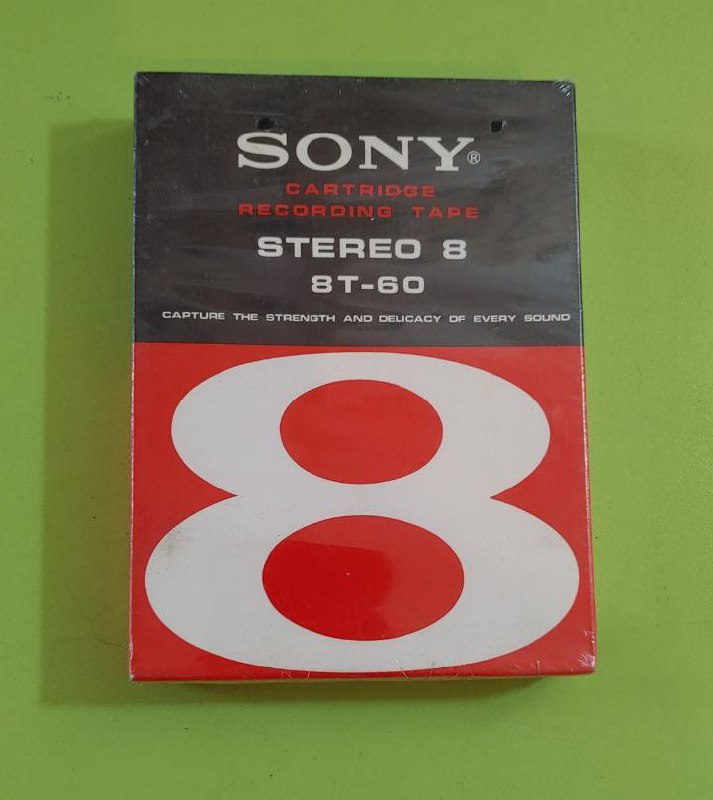 SONY®
CARTRIDGE
RECORDING TAPE
STEREO 8
8T-60
CAPTURE THE STRENGTH AND DELICACY OF EVERY SOUND
8